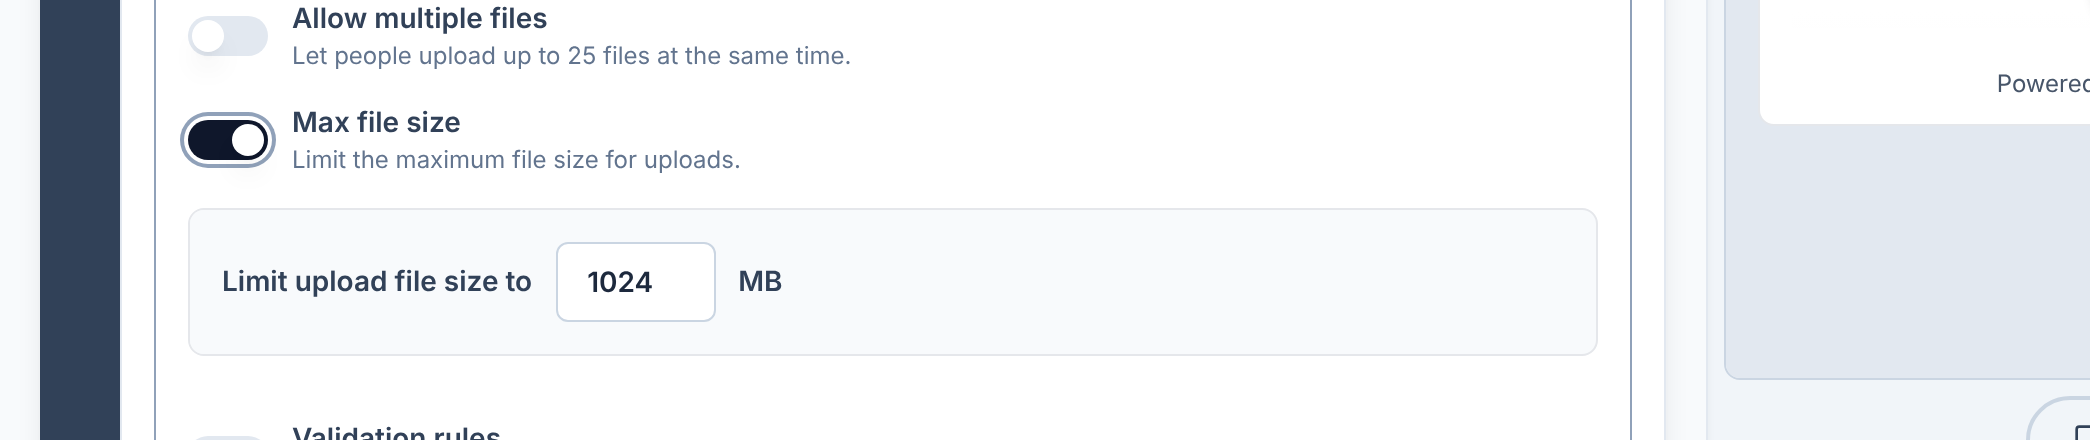 Allow multiple files
Let people upload up to 25 files at the same time.
Max file size
Limit the maximum file size for uploads.
Limit upload file size to 1024 MB
Validation rules
Powered